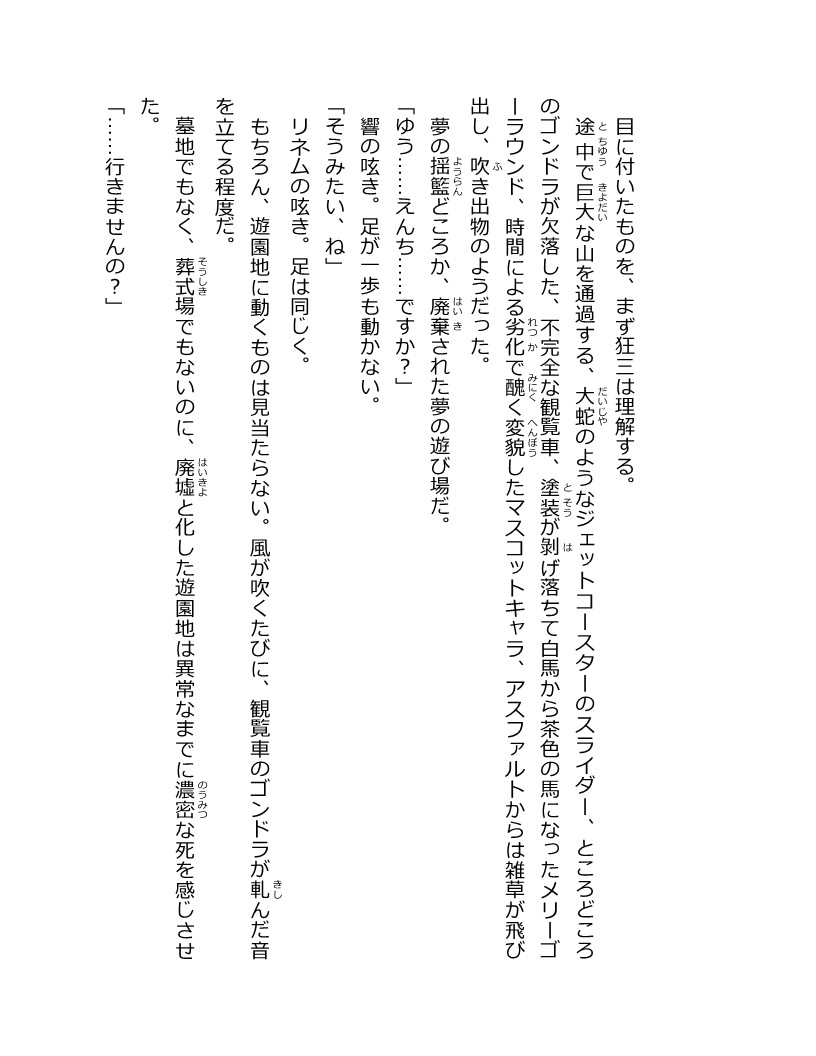 目に付いたものを、まず狂三は理解する。
途中で巨大な山を通過する、大蛇のようなジェットコースターのスライダー、ところどころ
のゴンドラが欠落した、不完全な観覧車、塗装が剥げ落ちて白馬から茶色の馬になったメリーゴ
ーラウンド、時間による劣化で醜く変貌したマスコットキャラ、アスファルトからは雑草が飛び
出し、吹き出物のようだった。
夢の揺籃どころか、廃棄された夢の遊び場だ。
「ゆう……えんち……ですか？」
響の呟き。足が一歩も動かない。
「そうみたい、ね」
リネムの呟き。足は同じく。
もちろん、遊園地に動くものは見当たらない。風が吹くたびに、観覧車のゴンドラが軋んだ音
を立てる程度だ。
墓地でもなく、葬式場でもないのに、廃墟と化した遊園地は異常なまでに濃密な死を感じさせ
た。
「……行きませんの？」